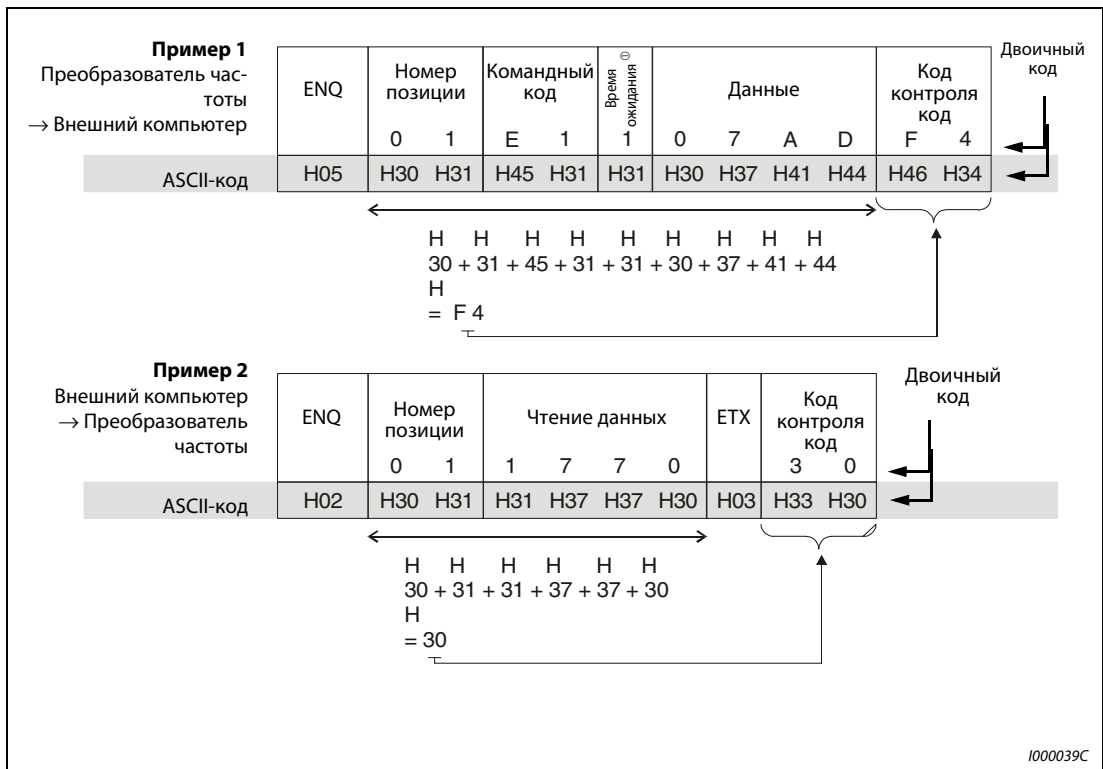 Пример 1
Преобразователь час-
тоты
→ Внешний компьютер
ENQ
Номер
позиции
Командный
код
Время
ожидания ①
Данные
Код
контроля
код
Двоичный
код
0 1 E 1 1 0 7 A D F 4
ASCII-код H05 H30 H31 H45 H31 H31 H30 H37 H41 H44 H46 H34
H H H H H H H H H
30 + 31 + 45 + 31 + 31 + 30 + 37 + 41 + 44
H
= F 4
Пример 2
Внешний компьютер
→ Преобразователь
частоты
ENQ
Номер
позиции
Чтение данных
ETX
Код
контроля
код
Двоичный
код
0 1 1 7 7 0 3 0
ASCII-код H02 H30 H31 H31 H37 H37 H30 H03 H33 H30
H H H H H H
30 + 31 + 31 + 37 + 37 + 30
H
= 30
I000039C